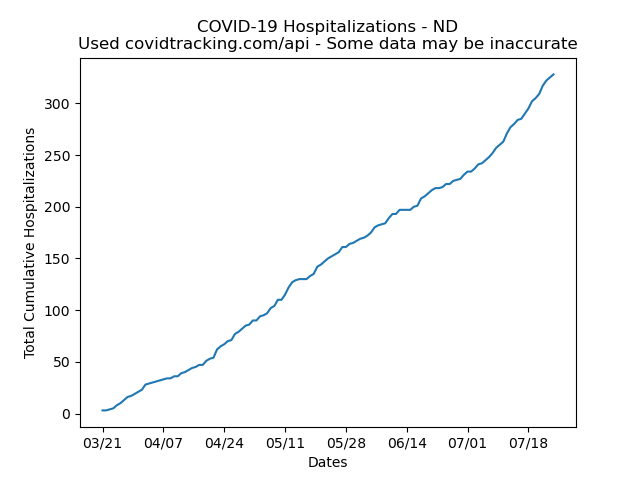 COVID-19 Hospitalizations - ND
Used covidtracking.com/api - Some data may be inaccurate
Total Cumulative Hospitalizations
300
250
200
150
100
50
0
03/21 04/07 04/24 05/11 05/28 06/14 07/01 07/18
Dates